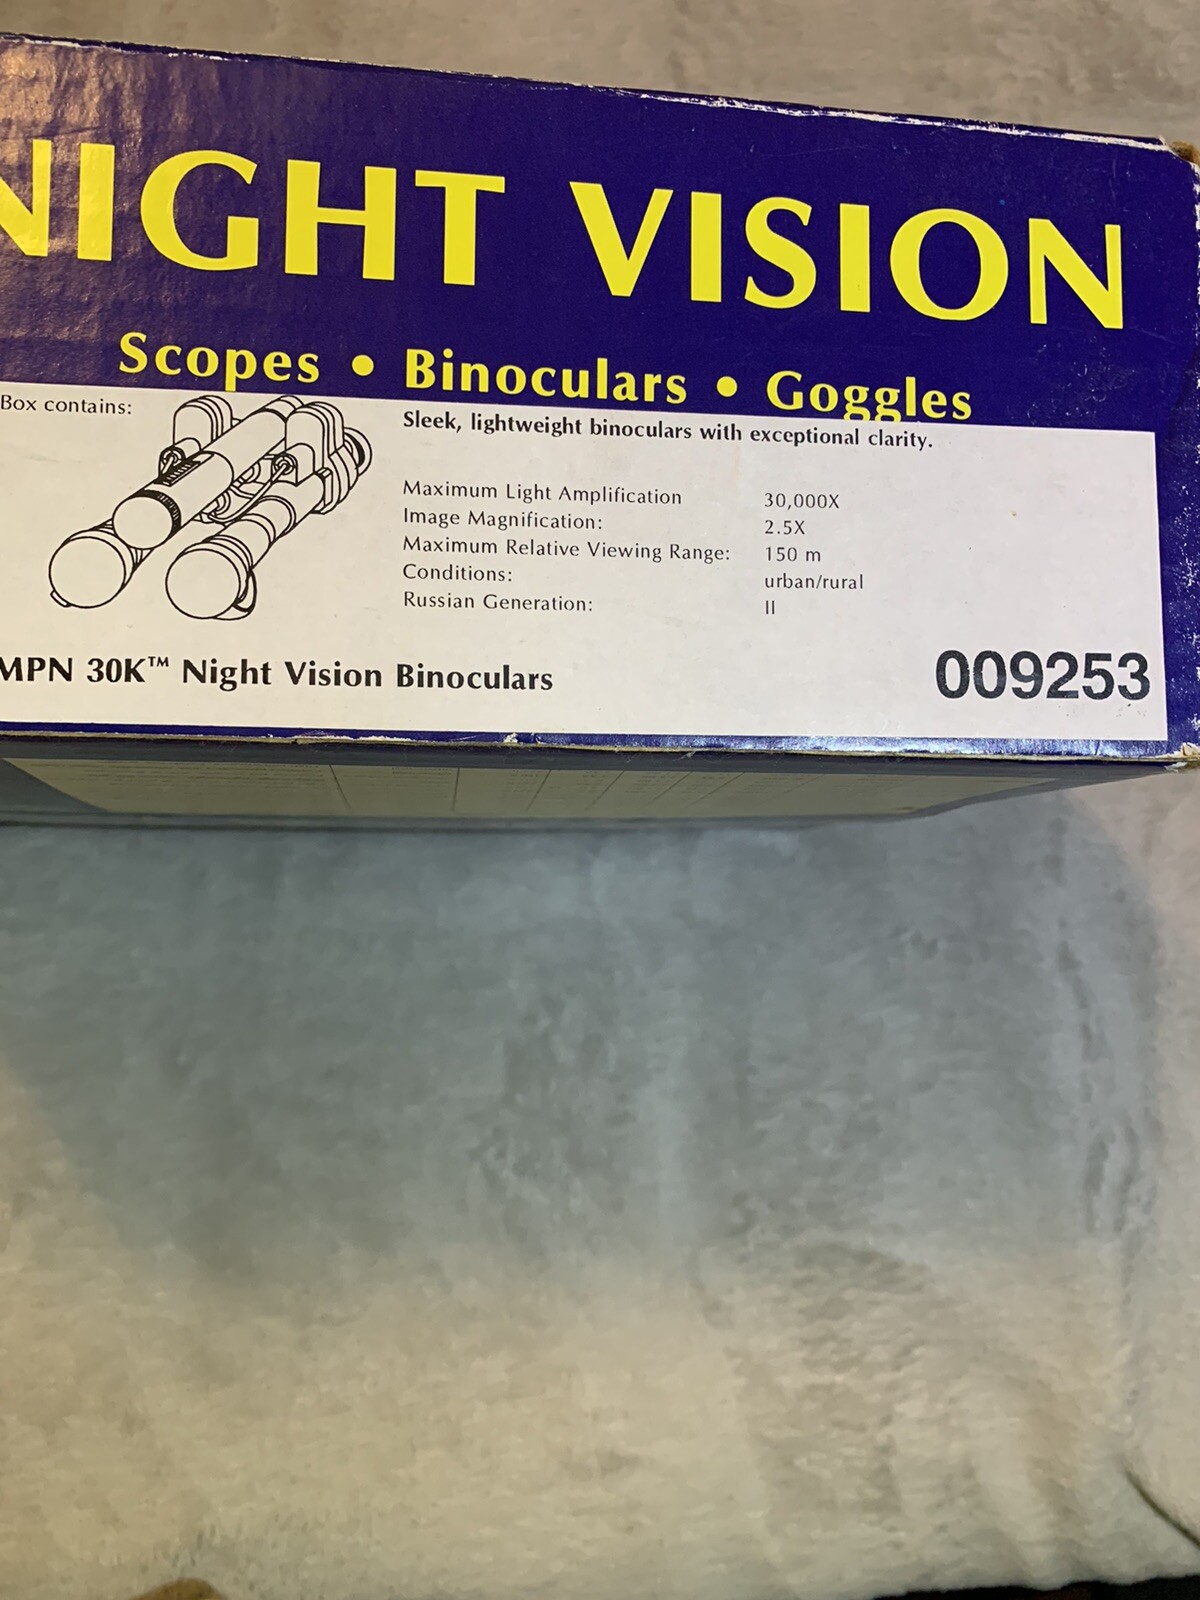 NIGHT VISION
Scopes • Binoculars • Goggles
Box contains:
Sleek, lightweight binoculars with exceptional clarity.
Maximum Light Amplification 30,000X
Image Magnification: 2.5X
Maximum Relative Viewing Range: 150 m
Conditions: urban/rural
Russian Generation: II
MPN 30K™ Night Vision Binoculars
009253